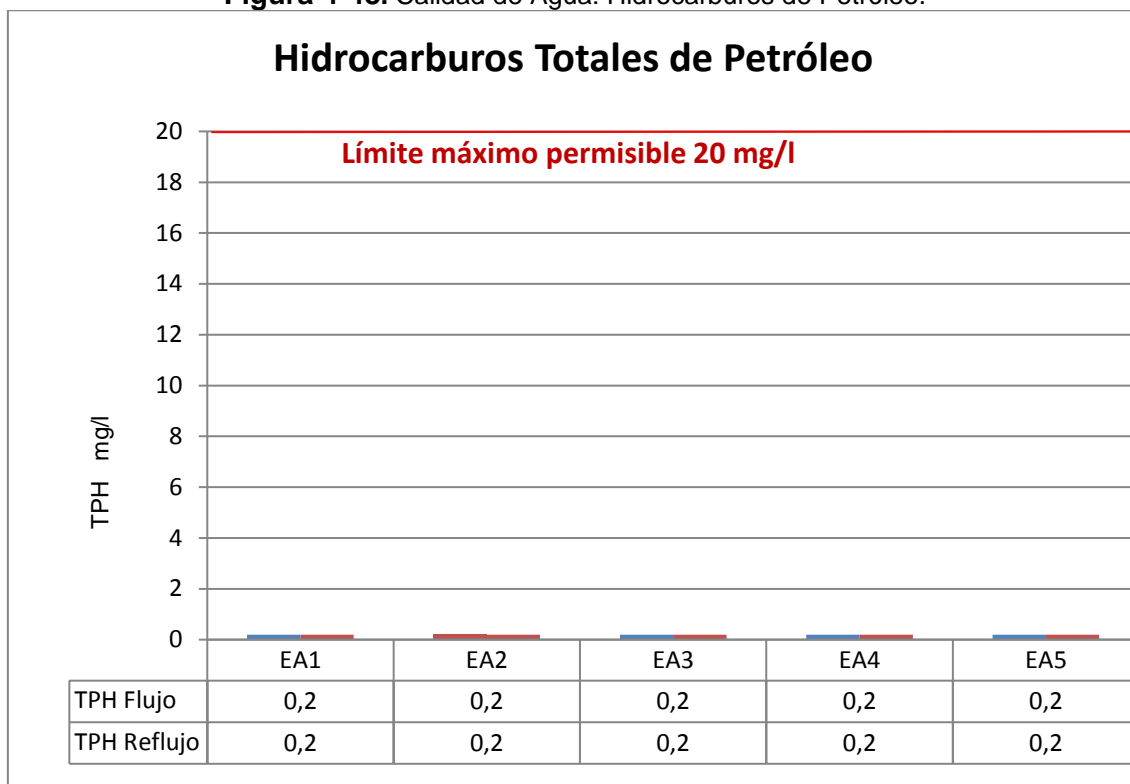 Hidrocarburos Totales de Petróleo
20
Límite máximo permisible 20 mg/l
18
16
14
12
10
8
6
4
2
0
TPH mg/l
EA1 EA2 EA3 EA4 EA5
TPH Flujo 0,2 0,2 0,2 0,2 0,2
TPH Reflujo 0,2 0,2 0,2 0,2 0,2